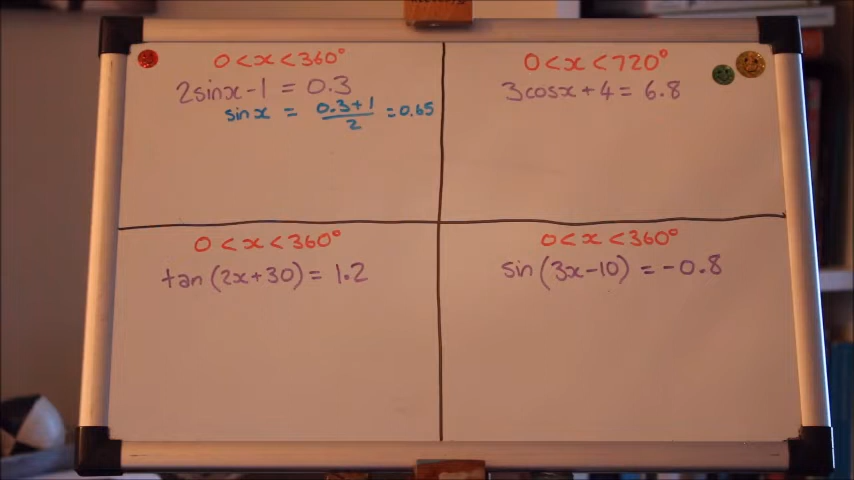 0 < x < 360°
2sinx - 1 = 0.3
sinx = (0.3+1)/2 = 0.65
0 < x < 720°
3cosx + 4 = 6.8
0 < x < 360°
tan(2x+30) = 1.2
0 < x < 360°
sin(3x-10) = -0.8